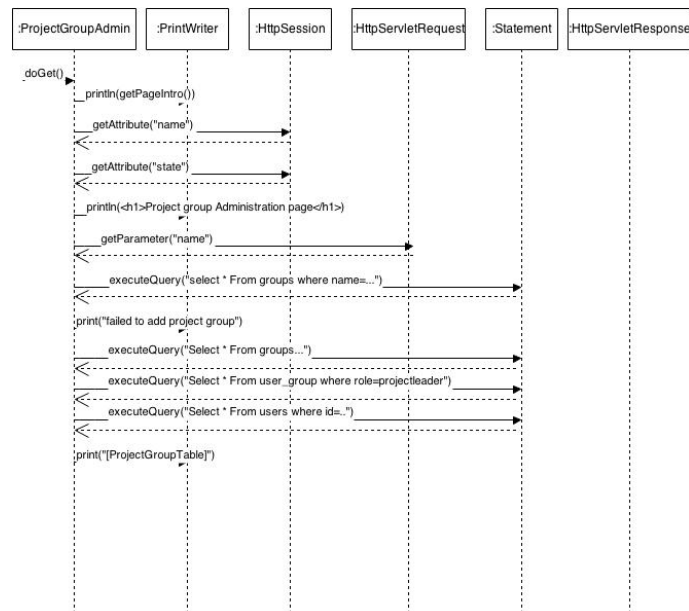 :ProjectGroupAdmin
:PrintWriter
:HttpSession
:HttpServletRequest
:Statement
:HttpServletResponse
doGet()
println(getPageIntro())
getAttribute("name")
getAttribute("state")
println(<h1>Project group Administration page</h1>)
getParameter("name")
executeQuery("select * From groups where name=...")
print("failed to add project group")
executeQuery("Select * From groups...")
executeQuery("Select * From user_group where role=projectleader")
executeQuery("Select * From users where id=..")
print("[ProjectGroupTable]")